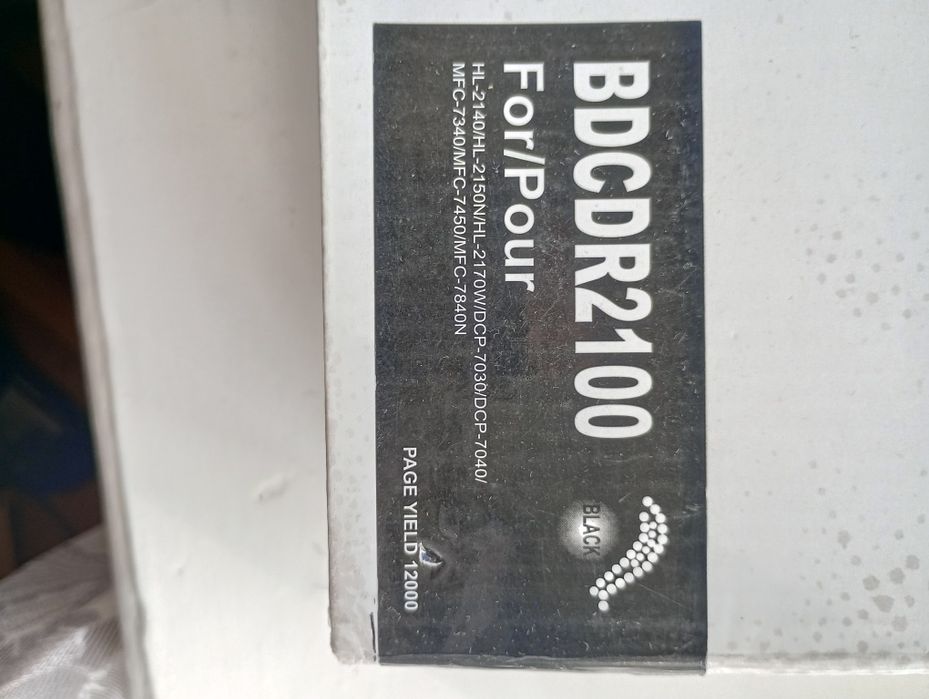 BDCDR2100
For/Pour
HL-2140/HL-2150N/HL-2170W/DCP-7030/DCP-7040/
MFC-7340/MFC-7450/MFC-7840N
BLACK
PAGE YIELD 12000